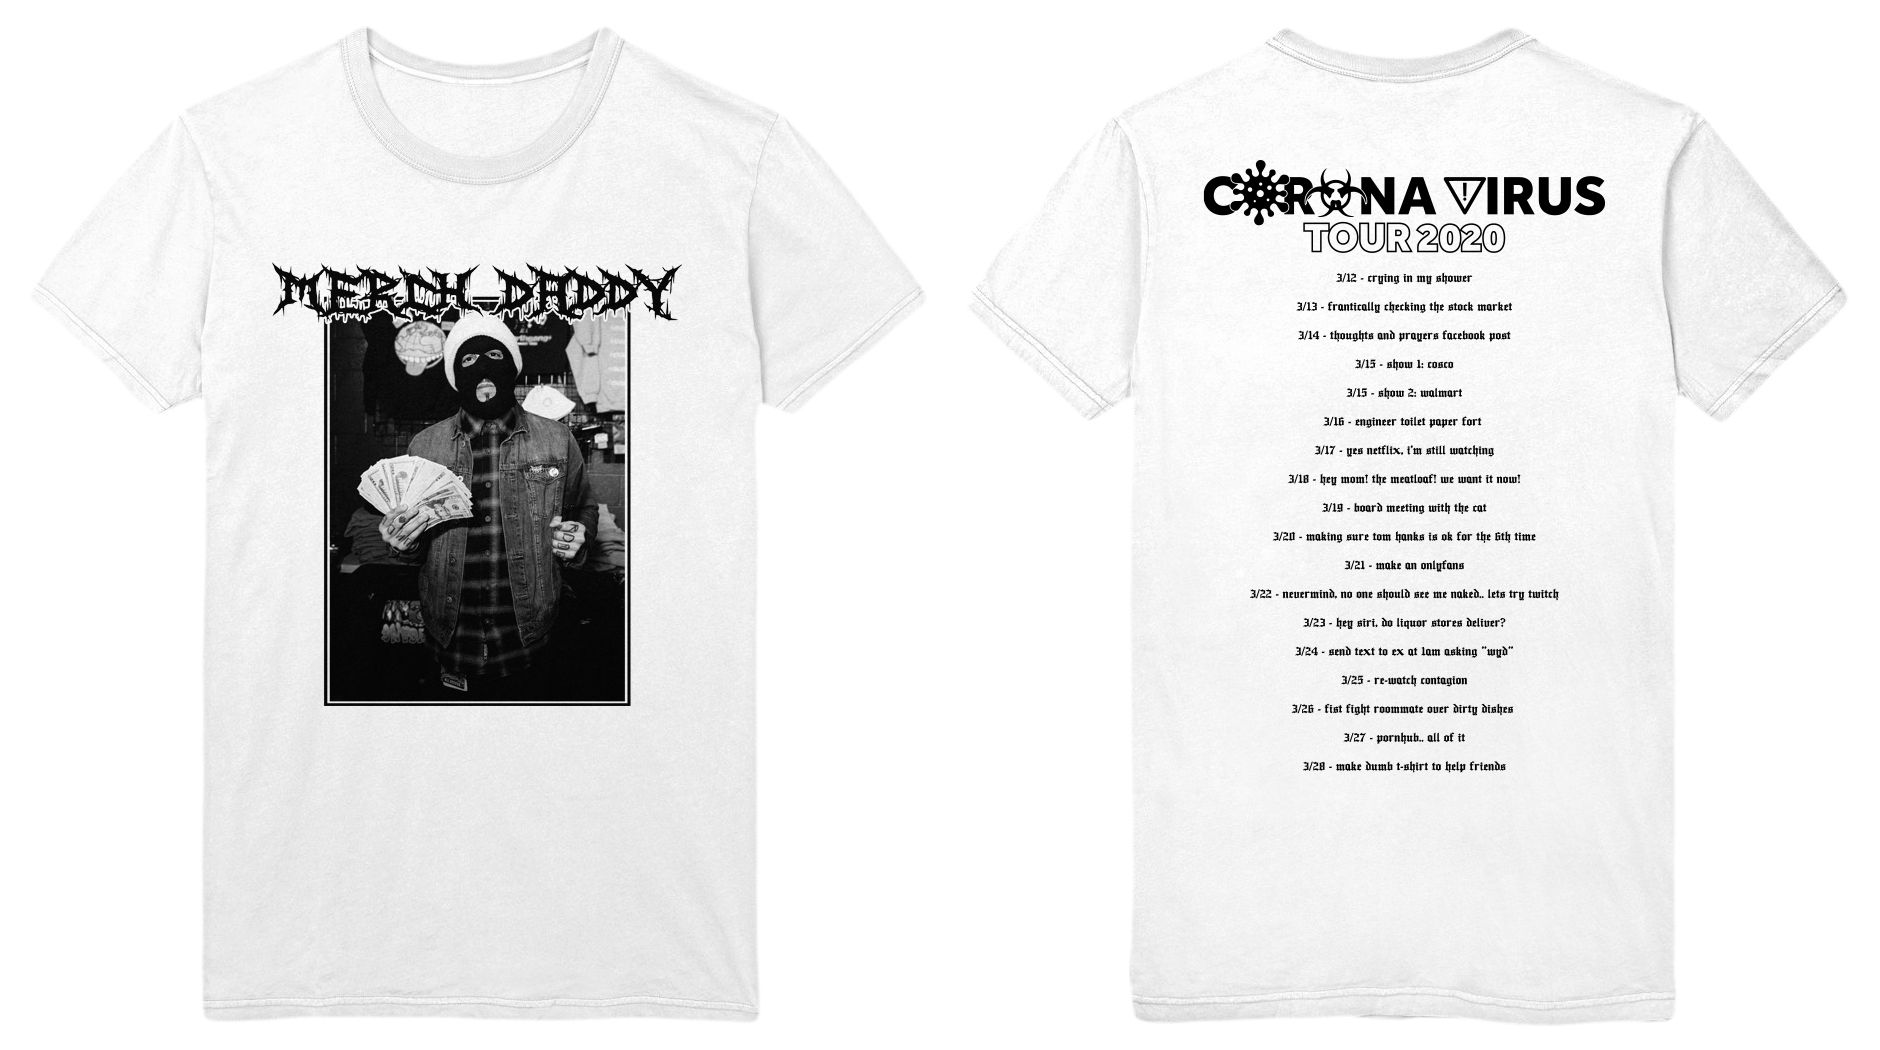 MERCH_DADDY
CORONA VIRUS
TOUR 2020
3/12 - crying in my shower
3/13 - frantically checking the stock market
3/14 - thoughts and prayers facebook post
3/15 - show 1: cosco
3/15 - show 2: walmart
3/16 - engineer toilet paper fort
3/17 - yes netflix, i'm still watching
3/18 - hey mom! the meatloaf! we want it now!
3/19 - board meeting with the cat
3/20 - making sure tom hanks is ok for the 6th time
3/21 - make an onlyfans
3/22 - nevermind, no one should see me naked.. lets try twitch
3/23 - hey siri, do liquor stores deliver?
3/24 - send text to ex at 1am asking "wyd"
3/25 - re-watch contagion
3/26 - fist fight roommate over dirty dishes
3/27 - pornhub.. all of it
3/28 - make dumb t-shirt to help friends